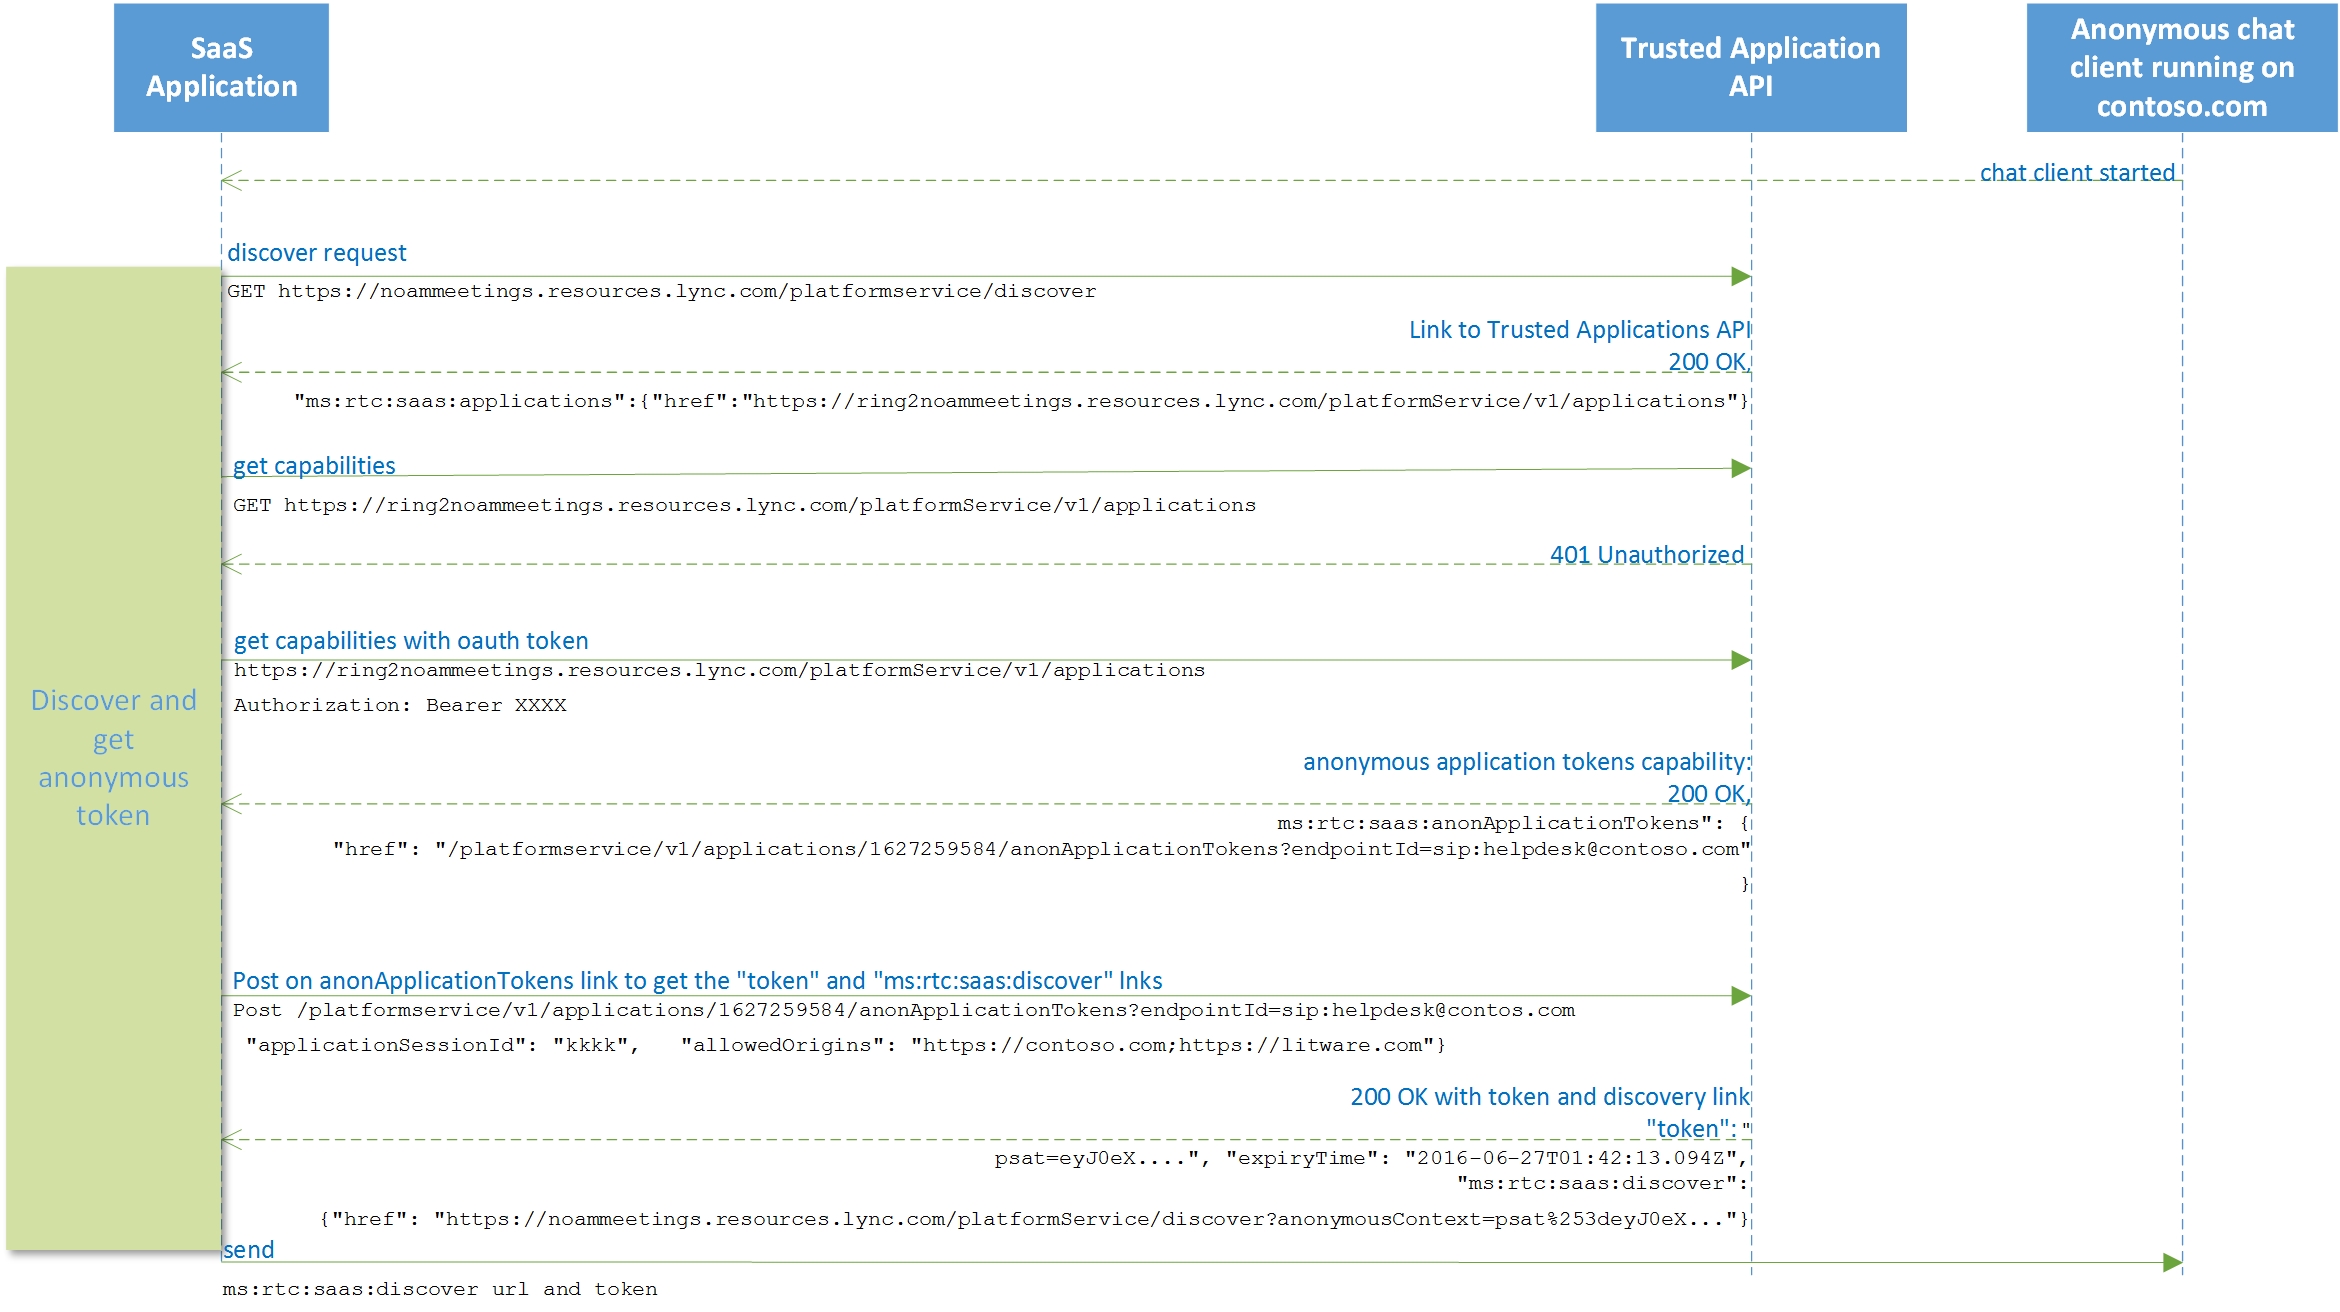 SaaS
Application
Trusted Application
API
Anonymous chat
client running on
contoso.com
chat client started
discover request
GET https://noammeetings.resources.lync.com/platformservice/discover
Link to Trusted Applications API
200 OK,
"ms:rtc:saas:applications":{"href":"https://ring2noammeetings.resources.lync.com/platformService/v1/applications"}
get capabilities
GET https://ring2noammeetings.resources.lync.com/platformService/v1/applications
401 Unauthorized
get capabilities with oauth token
https://ring2noammeetings.resources.lync.com/platformService/v1/applications
Authorization: Bearer XXXX
Discover and
get
anonymous
token
anonymous application tokens capability:
200 OK,
ms:rtc:saas:anonApplicationTokens": {
"href": "/platformservice/v1/applications/1627259584/anonApplicationTokens?endpointId=sip:helpdesk@contoso.com"
}
Post on anonApplicationTokens link to get the "token" and "ms:rtc:saas:discover" lnks
Post /platformservice/v1/applications/1627259584/anonApplicationTokens?endpointId=sip:helpdesk@contos.com
"applicationSessionId": "kkkk", "allowedOrigins": "https://contoso.com;https://litware.com"}
200 OK with token and discovery link
"token": "
psat=eyJ0eX....", "expiryTime": "2016-06-27T01:42:13.094Z",
"ms:rtc:saas:discover":
{"href": "https://noammeetings.resources.lync.com/platformService/discover?anonymousContext=psat%253deyJ0eX..."}
send
ms:rtc:saas:discover url and token